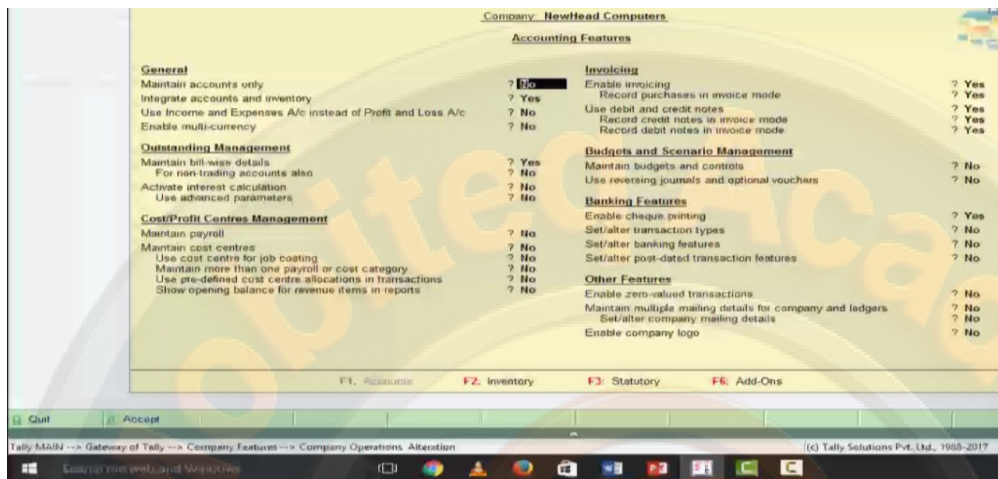 Company: NewHead Computers
Accounting Features
General
Maintain accounts only ? No
Integrate accounts and inventory ? Yes
Use Income and Expenses A/c instead of Profit and Loss A/c ? No
Enable multi-currency ? No
Outstanding Management
Maintain bill-wise details ? Yes
For non-trading accounts also ? No
Activate interest calculation ? No
Use advanced parameters ? No
Cost/Profit Centres Management
Maintain payroll ? No
Maintain cost centres ? No
Use cost centre for job costing ? No
Maintain more than one payroll or cost category ? No
Use pre-defined cost centre allocations in transactions ? No
Show opening balance for revenue items in reports ? No
Invoicing
Enable invoicing ? Yes
Record purchases in invoice mode ? Yes
Use debit and credit notes ? Yes
Record credit notes in invoice mode ? Yes
Record debit notes in invoice mode ? Yes
Budgets and Scenario Management
Maintain budgets and controls ? No
Use reversing journals and optional vouchers ? No
Banking Features
Enable cheque printing ? Yes
Set/alter transaction types ? No
Set/alter banking features ? No
Set/alter post-dated transaction features ? No
Other Features
Enable zero-valued transactions ? No
Maintain multiple mailing details for company and ledgers ? No
Set/alter company mailing details ? No
Enable company logo ? No
F1: F2: Inventory F3: Statutory F6: Add-Ons
Quit Accept
Tally MAIN --> Gateway of Tally --> Company Features --> Company Operations Alteration (c) Tally Solutions Pvt. Ltd., 1988-2017
Search the web and Windows